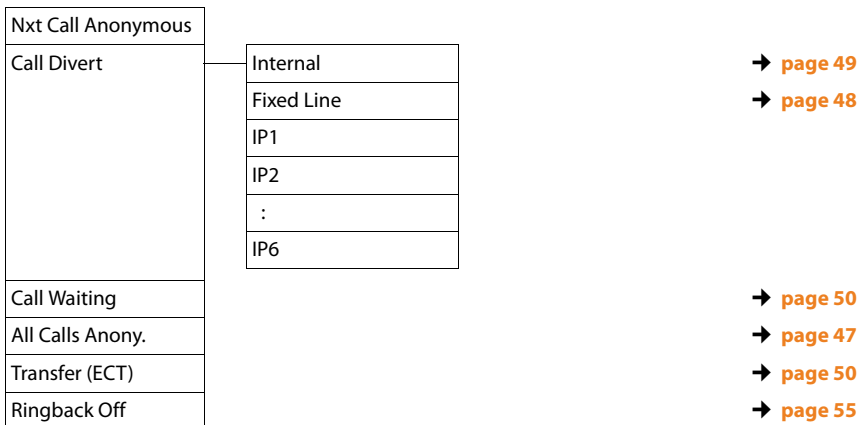 Nxt Call Anonymous
Call Divert Internal → page 49
Fixed Line → page 48
IP1
IP2
:
IP6
Call Waiting → page 50
All Calls Anony. → page 47
Transfer (ECT) → page 50
Ringback Off → page 55